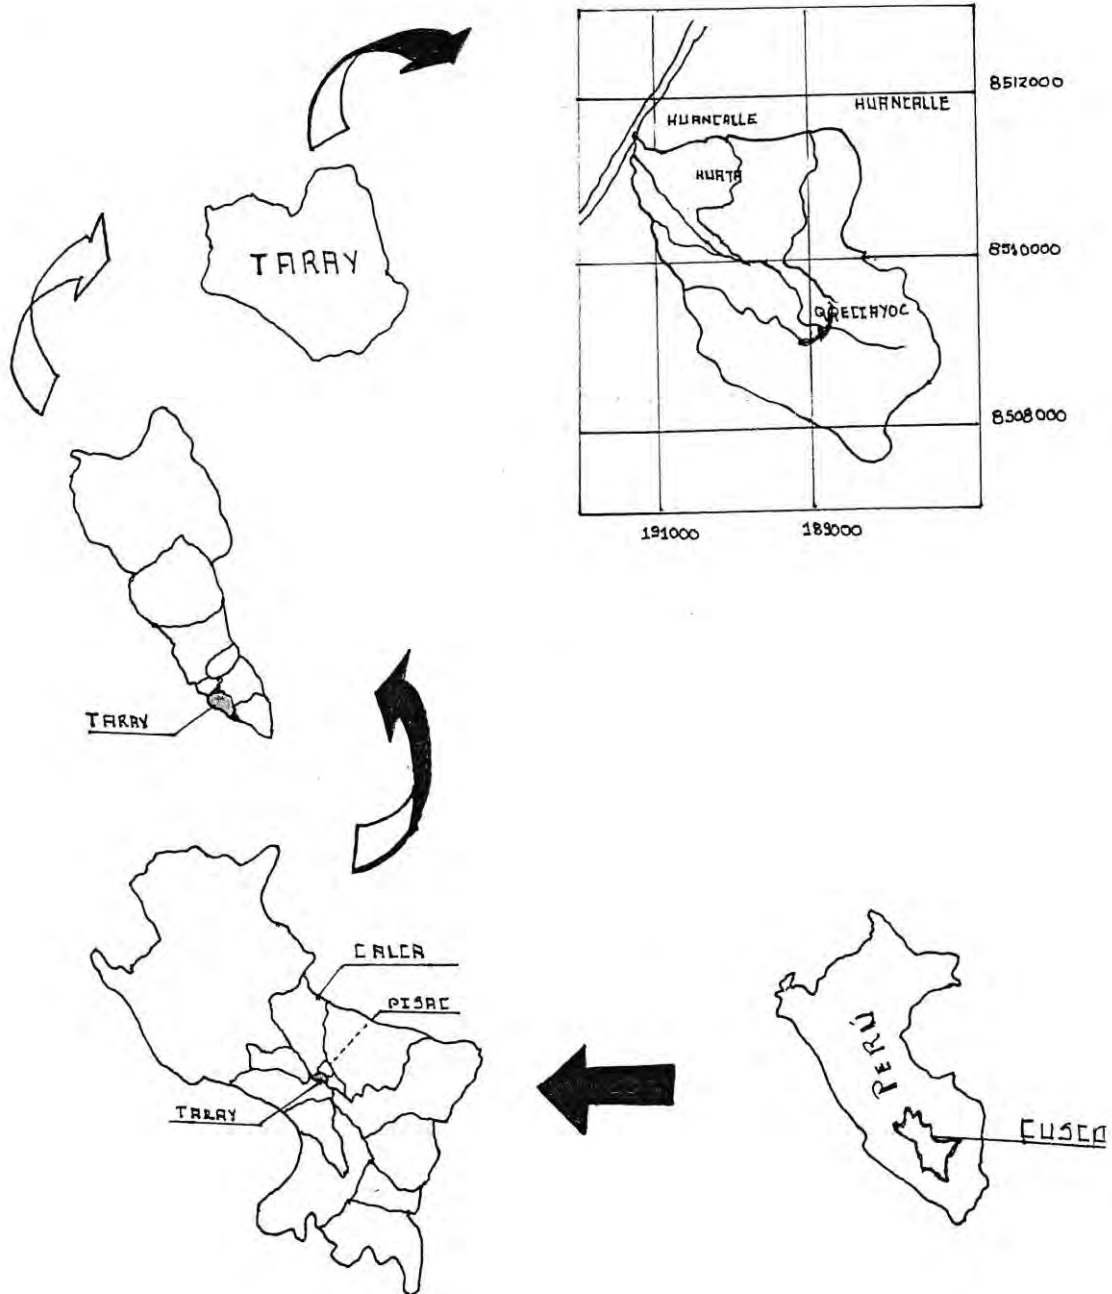 8512000
HUANCALLE
HUANCALLE
HUATA
TARAY
8510000
QQECCAYOC
8508000
191000
189000
TARAY
CALCA
PISAC
TARAY
PERÚ
CUSCO